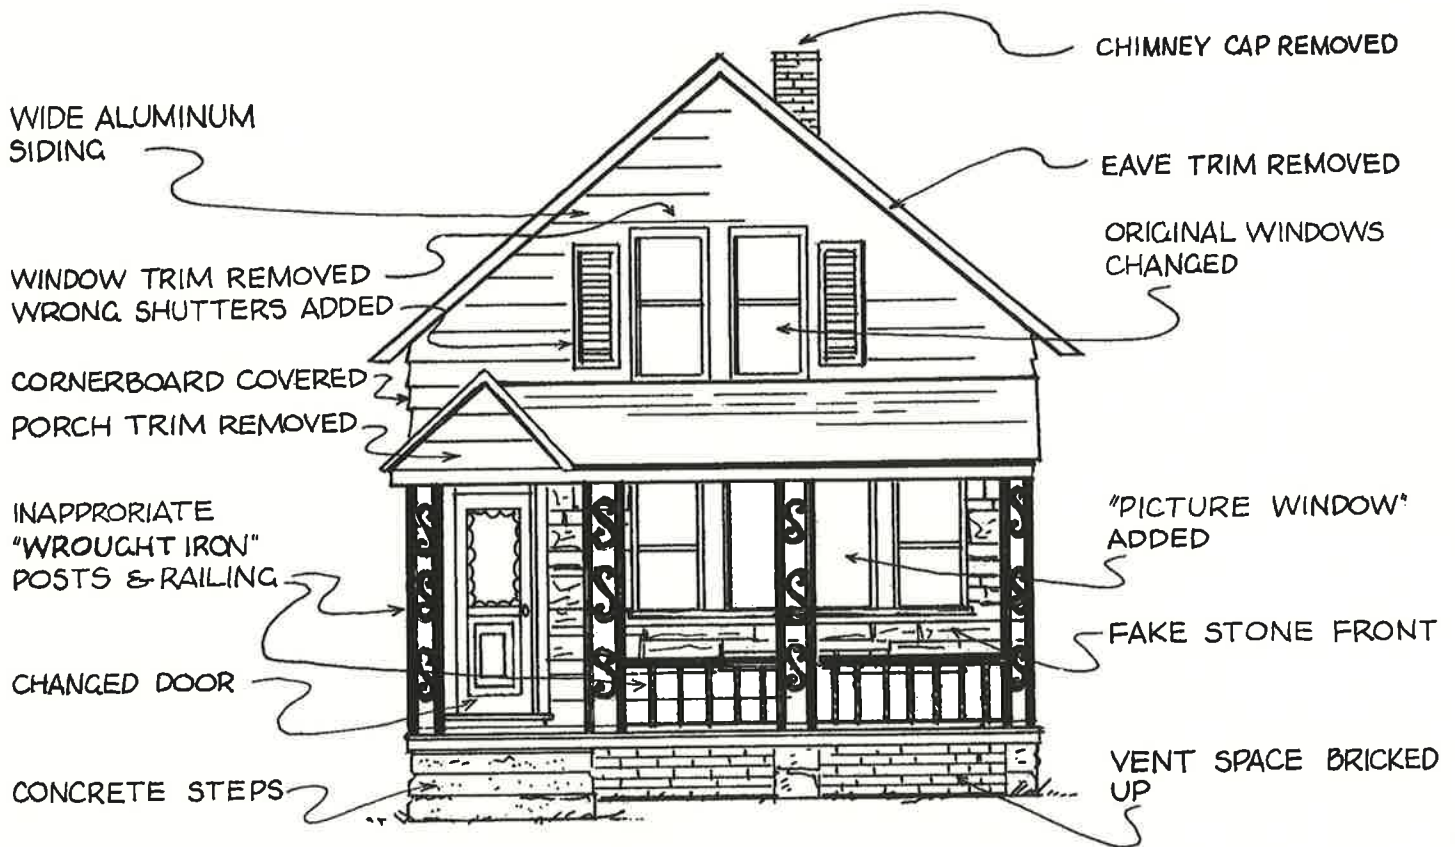 CHIMNEY CAP REMOVED
WIDE ALUMINUM
SIDING
EAVE TRIM REMOVED
ORIGINAL WINDOWS
CHANGED
WINDOW TRIM REMOVED
WRONG SHUTTERS ADDED
CORNERBOARD COVERED
PORCH TRIM REMOVED
INAPPRORIATE
"WROUGHT IRON"
POSTS & RAILING
"PICTURE WINDOW"
ADDED
FAKE STONE FRONT
CHANGED DOOR
CONCRETE STEPS
VENT SPACE BRICKED
UP